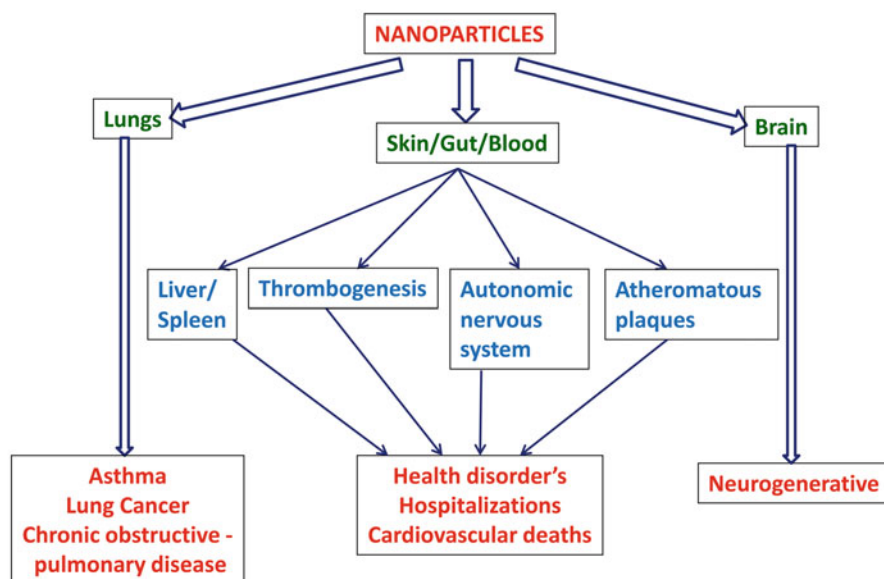 NANOPARTICLES
Lungs
Skin/Gut/Blood
Brain
Liver/
Spleen
Thrombogenesis
Autonomic
nervous
system
Atheromatous
plaques
Asthma
Lung Cancer
Chronic obstructive -
pulmonary disease
Health disorder’s
Hospitalizations
Cardiovascular deaths
Neurogenerative